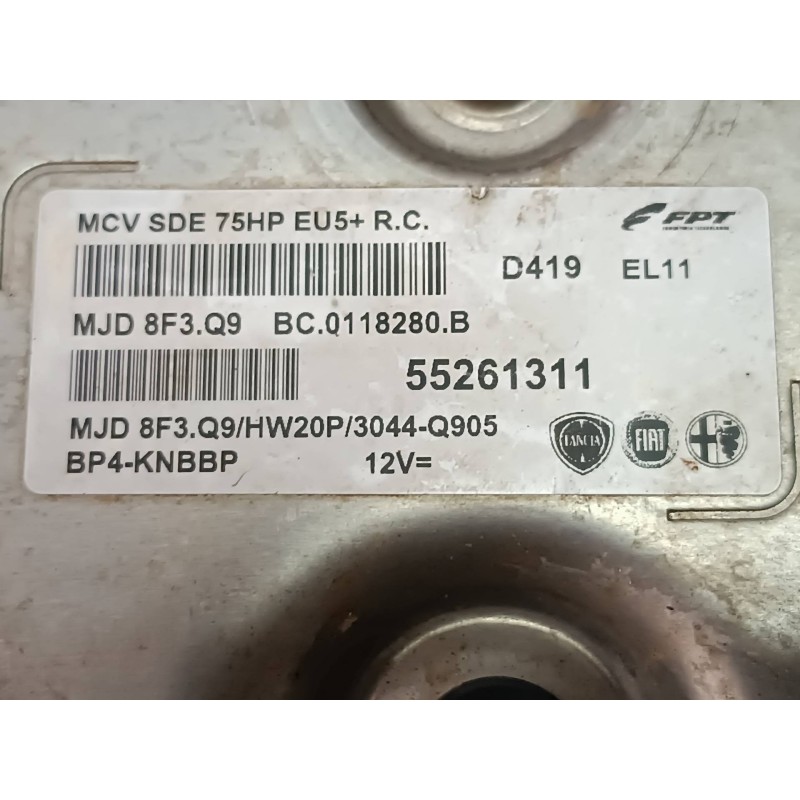 MCV SDE 75HP EU5+ R.C.
FPT
D419 EL11
MJD 8F3.Q9 BC.0118280.B
55261311
MJD 8F3.Q9/HW20P/3044-Q905
LANCIA FIAT
BP4-KNBBP 12V=